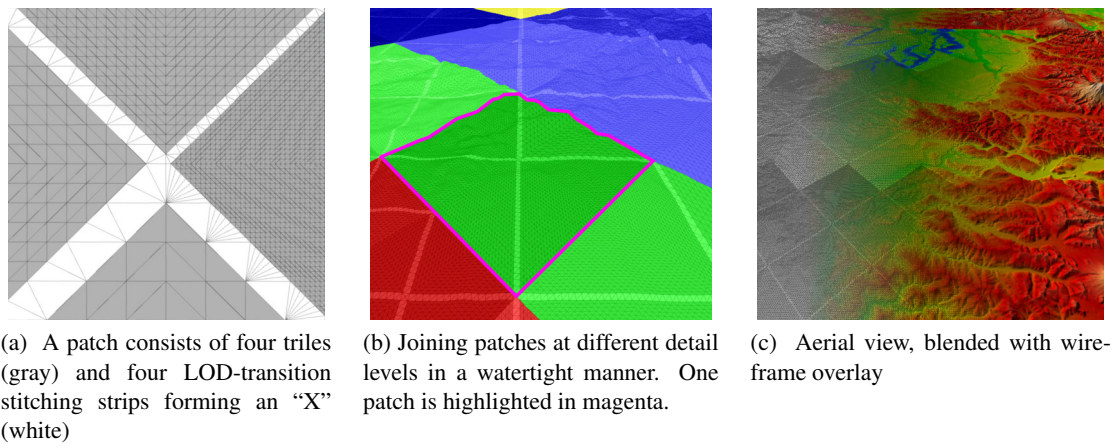 (a) A patch consists of four triles
(gray) and four LOD-transition
stitching strips forming an “X”
(white)
(b) Joining patches at different detail
levels in a watertight manner. One
patch is highlighted in magenta.
(c) Aerial view, blended with wire-
frame overlay